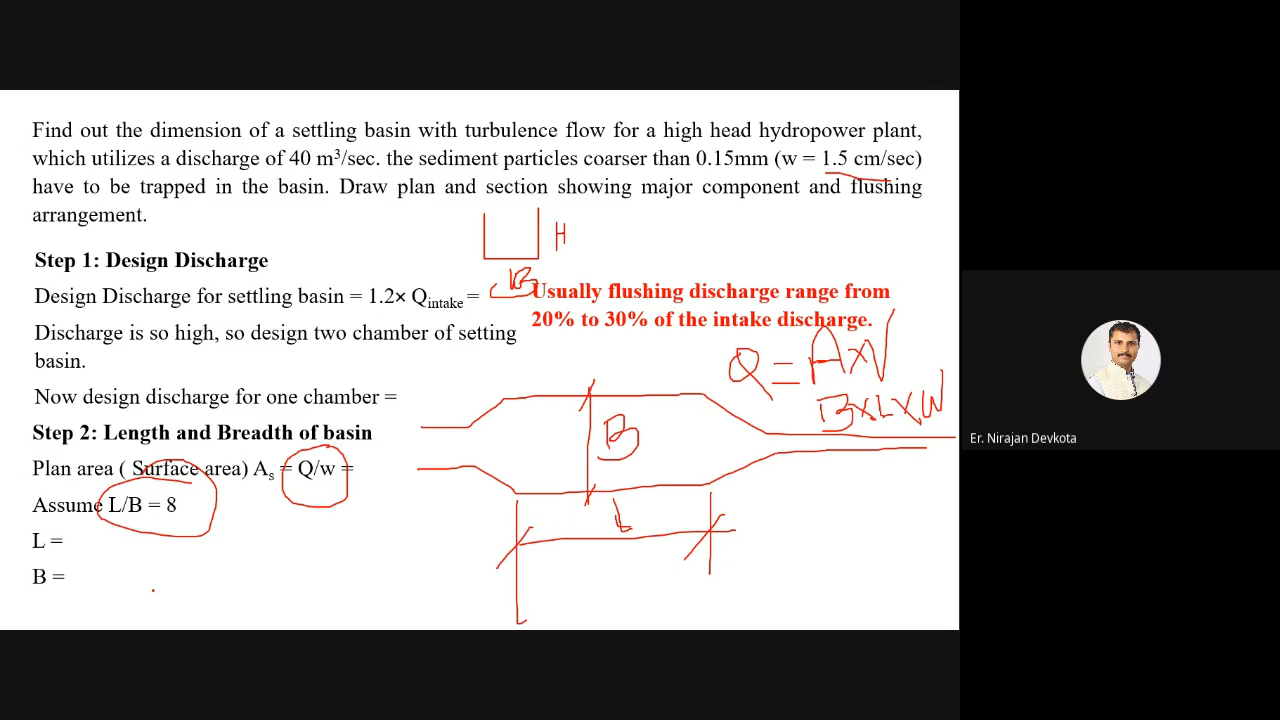 Find out the dimension of a settling basin with turbulence flow for a high head hydropower plant,
which utilizes a discharge of 40 m³/sec. the sediment particles coarser than 0.15mm (w = 1.5 cm/sec)
have to be trapped in the basin. Draw plan and section showing major component and flushing
arrangement.
H
Step 1: Design Discharge
B
Design Discharge for settling basin = 1.2× Qintake =
Usually flushing discharge range from
20% to 30% of the intake discharge.
Discharge is so high, so design two chamber of setting
basin.
Q = A×V
B×L×W
Now design discharge for one chamber =
Step 2: Length and Breadth of basin
B
Er. Nirajan Devkota
Plan area ( Surface area) As = Q/w =
Assume L/B = 8
L
L =
B =